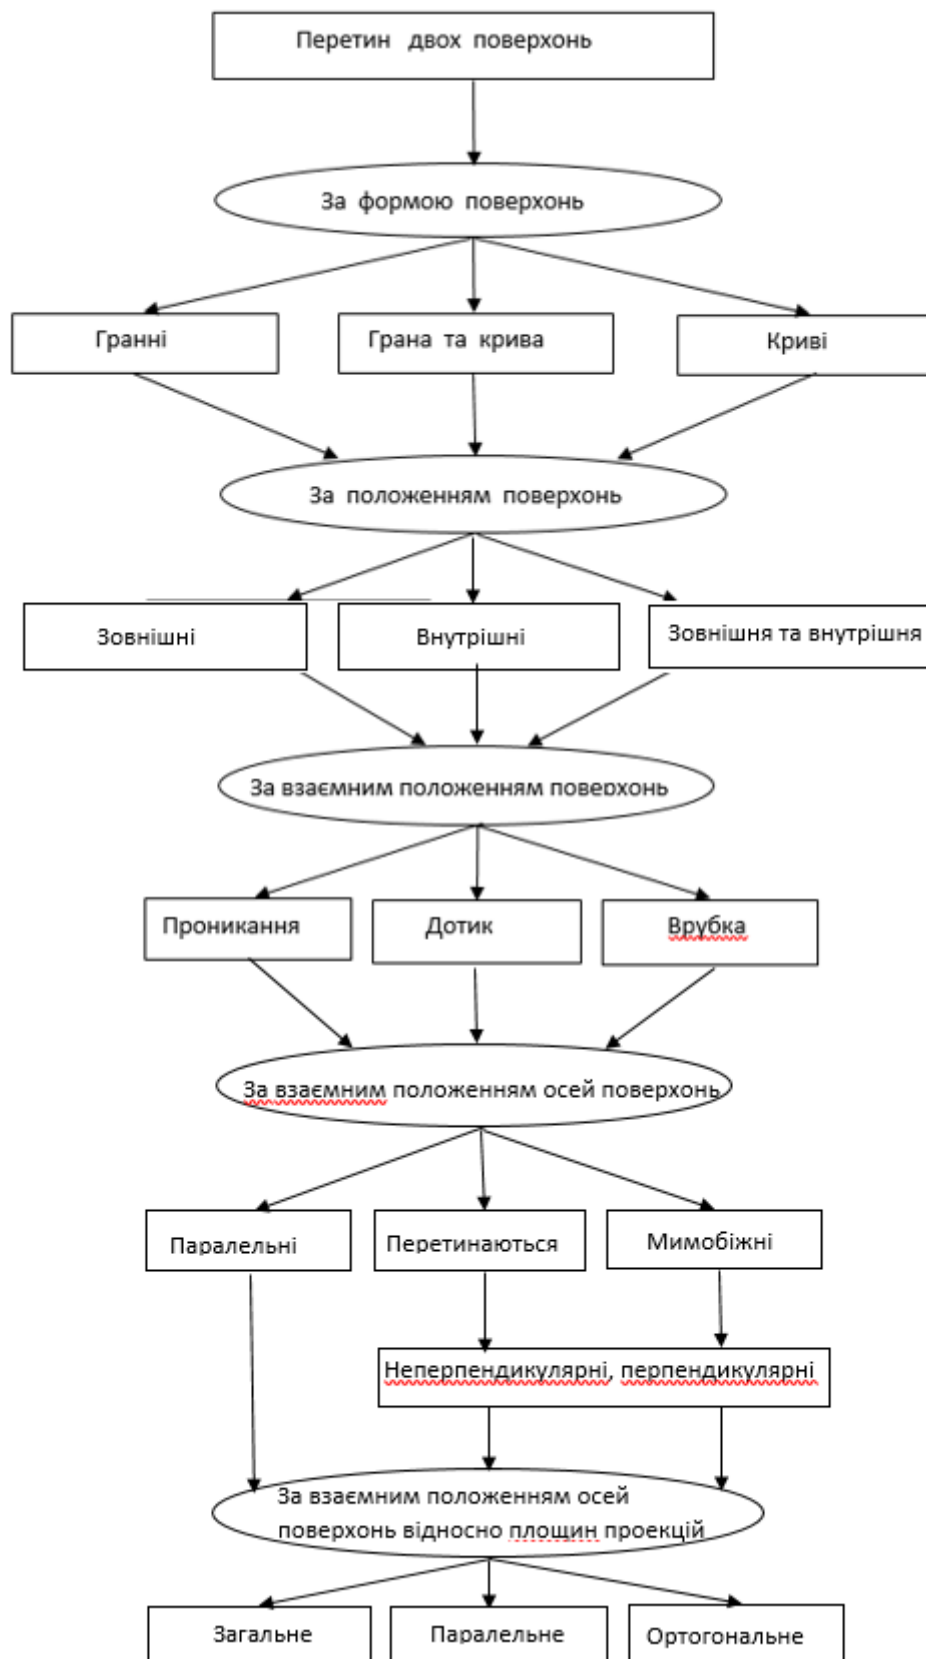 Перетин двох поверхонь
За формою поверхонь
Гранні
Грана та крива
Криві
За положенням поверхонь
Зовнішні
Внутрішні
Зовнішня та внутрішня
За взаємним положенням поверхонь
Проникання
Дотик
Врубка
За взаємним положенням осей поверхонь
Паралельні
Перетинаються
Мимобіжні
Неперпендикулярні, перпендикулярні
За взаємним положенням осей
поверхонь відносно площин проекцій
Загальне
Паралельне
Ортогональне